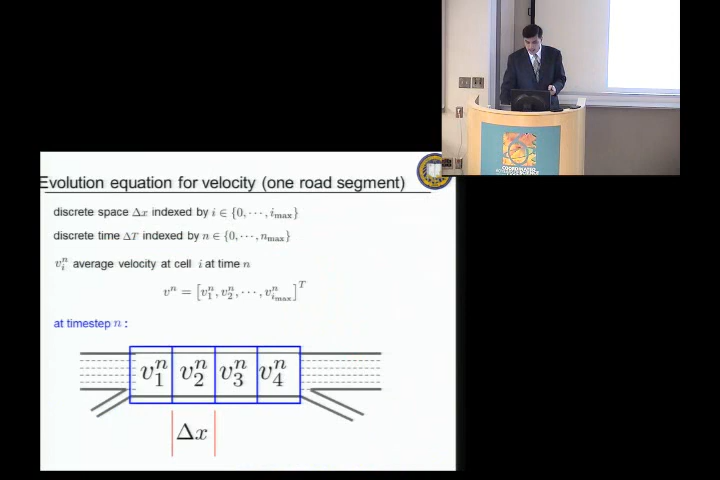 COORDINATED
SCIENCE
Evolution equation for velocity (one road segment)
discrete space Δx indexed by i ∈ {0, ⋯, i_max}
discrete time ΔT indexed by n ∈ {0, ⋯, n_max}
v_i^n average velocity at cell i at time n
v^n = [v_1^n, v_2^n, ⋯, v_{i_max}^n]^T
at timestep n :
v_1^n v_2^n v_3^n v_4^n
Δx